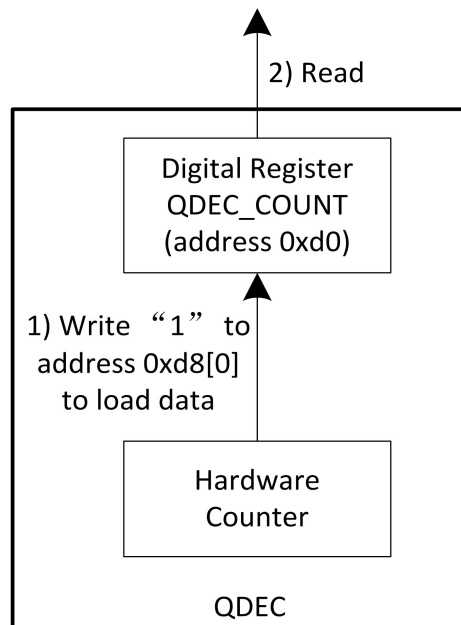 2) Read
Digital Register
QDEC_COUNT
(address 0xd0)
1) Write “1” to
address 0xd8[0]
to load data
Hardware
Counter
QDEC